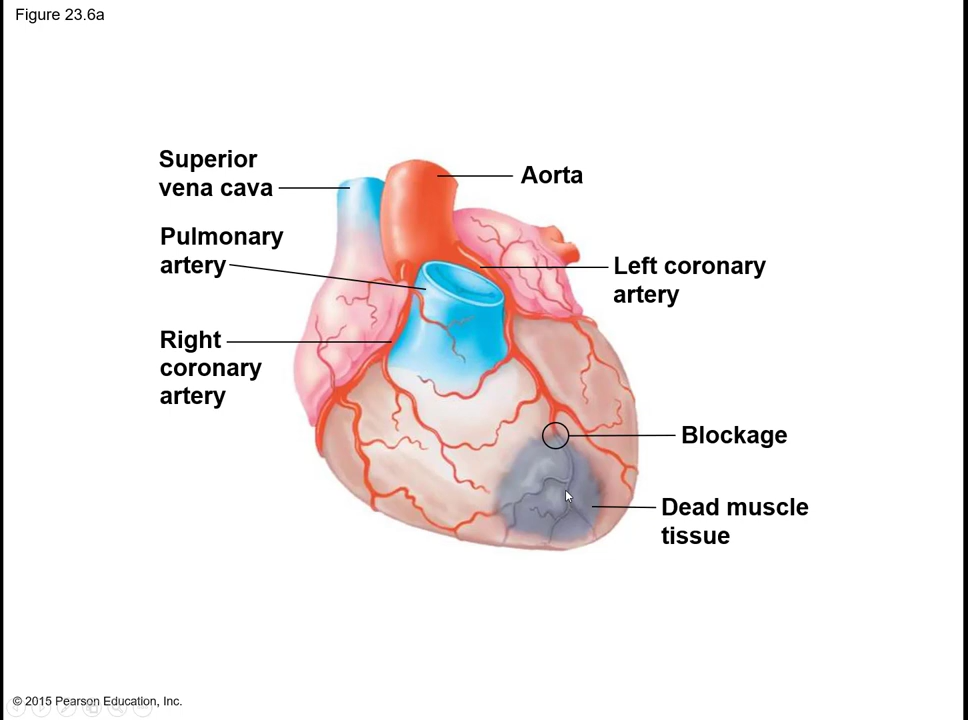 Figure 23.6a
Superior
vena cava
Aorta
Pulmonary
artery
Left coronary
artery
Right
coronary
artery
Blockage
Dead muscle
tissue
© 2015 Pearson Education, Inc.